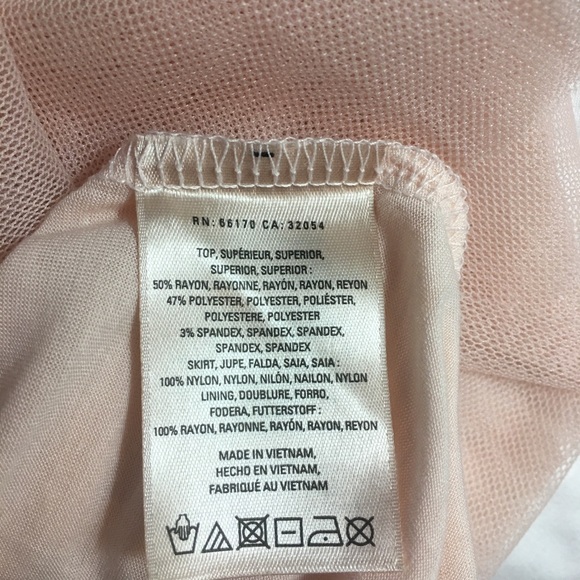 RN: 66170 CA: 32054
TOP, SUPÉRIEUR, SUPERIOR,
SUPERIOR, SUPERIOR :
50% RAYON, RAYONNE, RAYÓN, RAYON, REYON
47% POLYESTER, POLYESTER, POLIÉSTER,
POLYESTERE, POLYESTER
3% SPANDEX, SPANDEX, SPANDEX,
SPANDEX, SPANDEX
SKIRT, JUPE, FALDA, SAIA, SAIA :
100% NYLON, NYLON, NILÓN, NAILON, NYLON
LINING, DOUBLURE, FORRO,
FODERA, FUTTERSTOFF :
100% RAYON, RAYONNE, RAYÓN, RAYON, REYON
MADE IN VIETNAM,
HECHO EN VIETNAM,
FABRIQUÉ AU VIETNAM